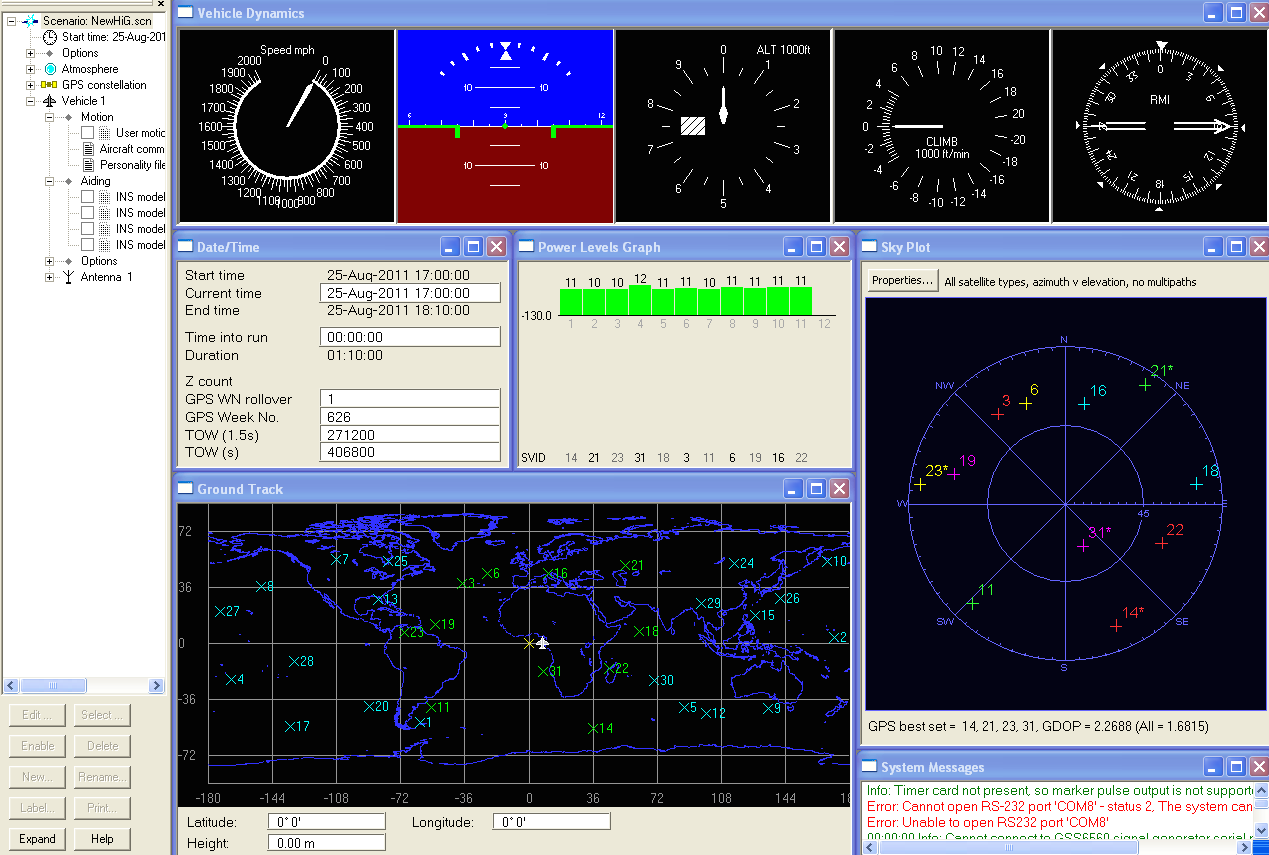 Scenario: NewHiG.scn
Start time: 25-Aug-201
Options
Atmosphere
GPS constellation
Vehicle 1
Motion
User motic
Aircraft comm
Personality file
Aiding
INS model
INS model
INS model
INS model
Options
Antenna 1
Edit ... Select ...
Enable Delete
New... Rename...
Label... Print...
Expand Help
Vehicle Dynamics
Speed mph
0 100 200 300 400 500 600 700 800 900 1000 1100 1200 1300 1400 1500 1600 1700 1800 1900 2000
10 10
6 9 12
10 10
ALT 1000ft
0 1 2 3 4 5 6 7 8 9
CLIMB
1000 ft/min
0 2 4 6 8 10 12 14 16 18 20
-2 -4 -6 -8 -10 -12 -14 -16 -18 -20
RMI
0 6 12 15 18 21 24 30 33
Date/Time
Start time 25-Aug-2011 17:00:00
Current time 25-Aug-2011 17:00:00
End time 25-Aug-2011 18:10:00
Time into run 00:00:00
Duration 01:10:00
Z count
GPS WN rollover 1
GPS Week No. 626
TOW (1.5s) 271200
TOW (s) 406800
Power Levels Graph
11 10 10 12 11 11 10 11 11 11 11
-130.0
1 2 3 4 5 6 7 8 9 10 11 12
SVID 14 21 23 31 18 3 11 6 19 16 22
Sky Plot
Properties... All satellite types, azimuth v elevation, no multipaths
N
NW NE
21*
3 6 16
23* 19 18
W E
45
31* 22
11 14*
SW SE
S
GPS best set = 14, 21, 23, 31, GDOP = 2.2688 (All = 1.6815)
Ground Track
72
7 25 6 16 21 24 10
36 8 3
27 13 29 26
23 19 18 15
0 2
28 31 22
4 30
-36 20 11 5 12 9
17 1 14
-72
-180 -144 -108 -72 -36 0 36 72 108 144 18
Latitude: 0° 0' Longitude: 0° 0'
Height: 0.00 m
System Messages
Info: Timer card not present, so marker pulse output is not support
Error: Cannot open RS-232 port 'COM8' - status 2, The system can
Error: Unable to open RS232 port 'COM8'
00:00:00 Info: Cannot connect to GSS6560 signal generator serial